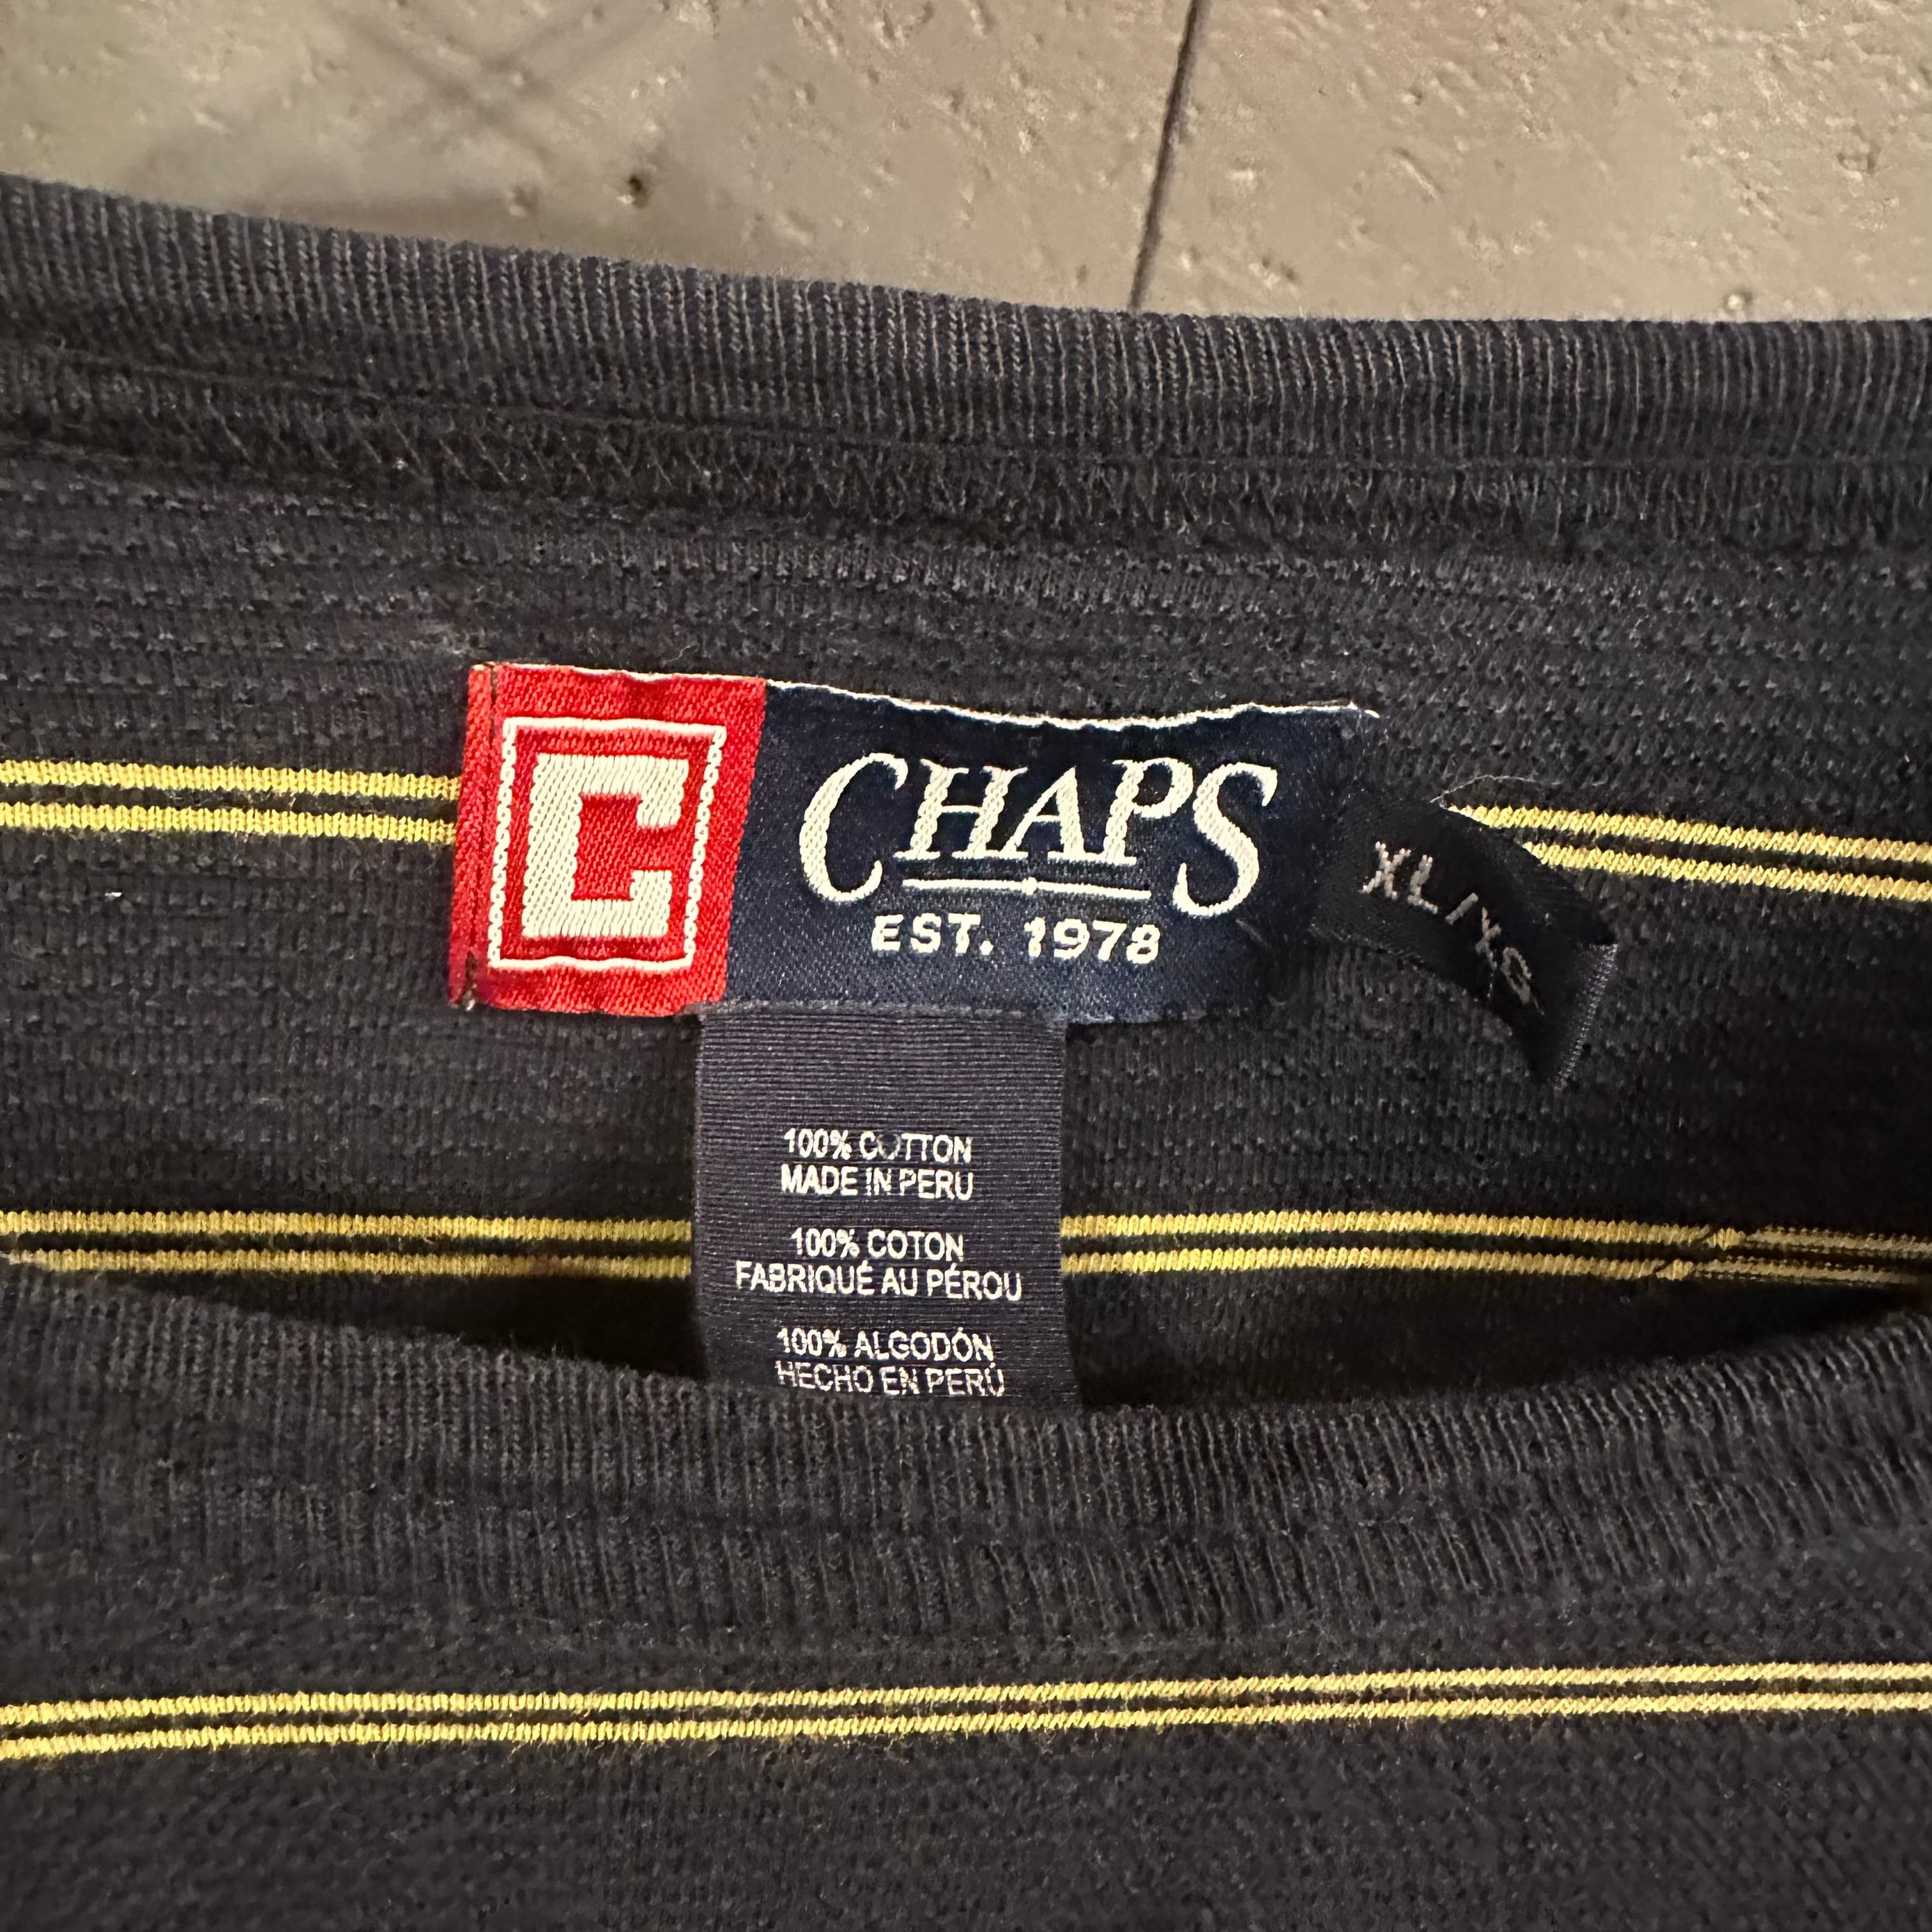 C
CHAPS
EST. 1978
XL/XG
100% COTTON
MADE IN PERU
100% COTON
FABRIQUÉ AU PÉROU
100% ALGODÓN
HECHO EN PERÚ